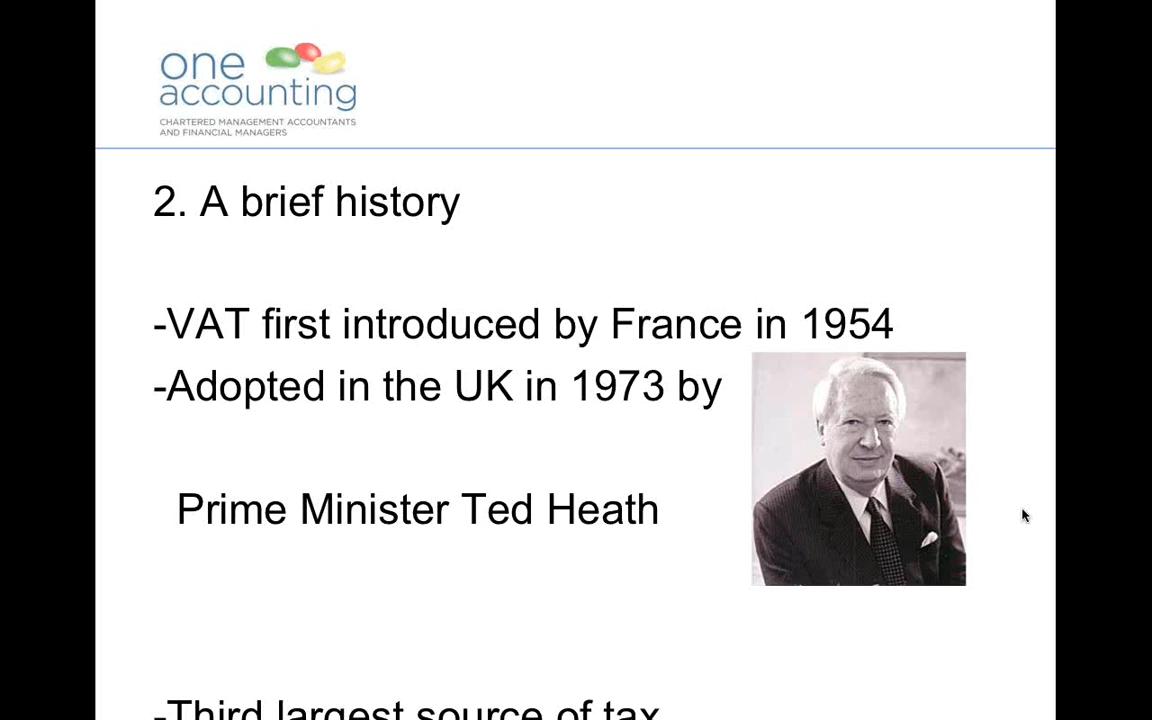 one
accounting
CHARTERED MANAGEMENT ACCOUNTANTS
AND FINANCIAL MANAGERS
2. A brief history
-VAT first introduced by France in 1954
-Adopted in the UK in 1973 by
Prime Minister Ted Heath
-Third largest source of tax